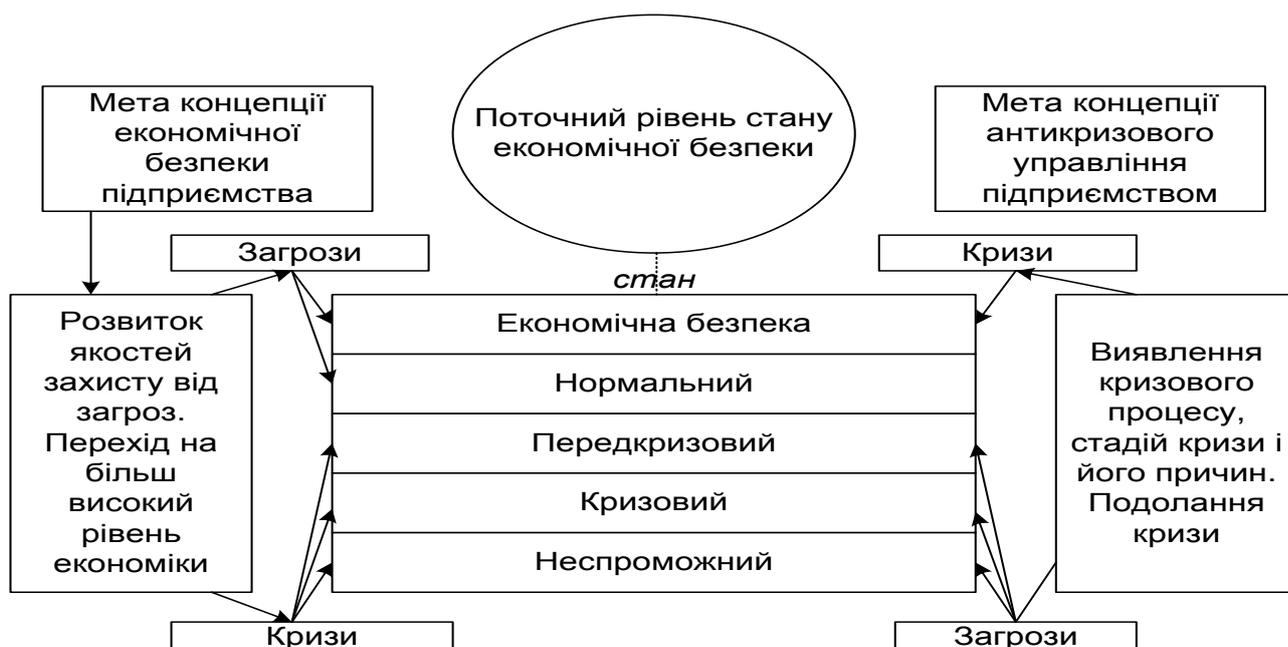 Мета концепції
економічної
безпеки
підприємства
Поточний рівень стану
економічної безпеки
Мета концепції
антикризового
управління
підприємством
Загрози
Кризи
стан
Розвиток
якостей
захисту від
загроз.
Перехід на
більш
високий
рівень
економіки
Економічна безпека
Нормальний
Передкризовий
Кризовий
Неспроможний
Виявлення
кризового
процесу,
стадій кризи і
його причин.
Подолання
кризи
Кризи
Загрози